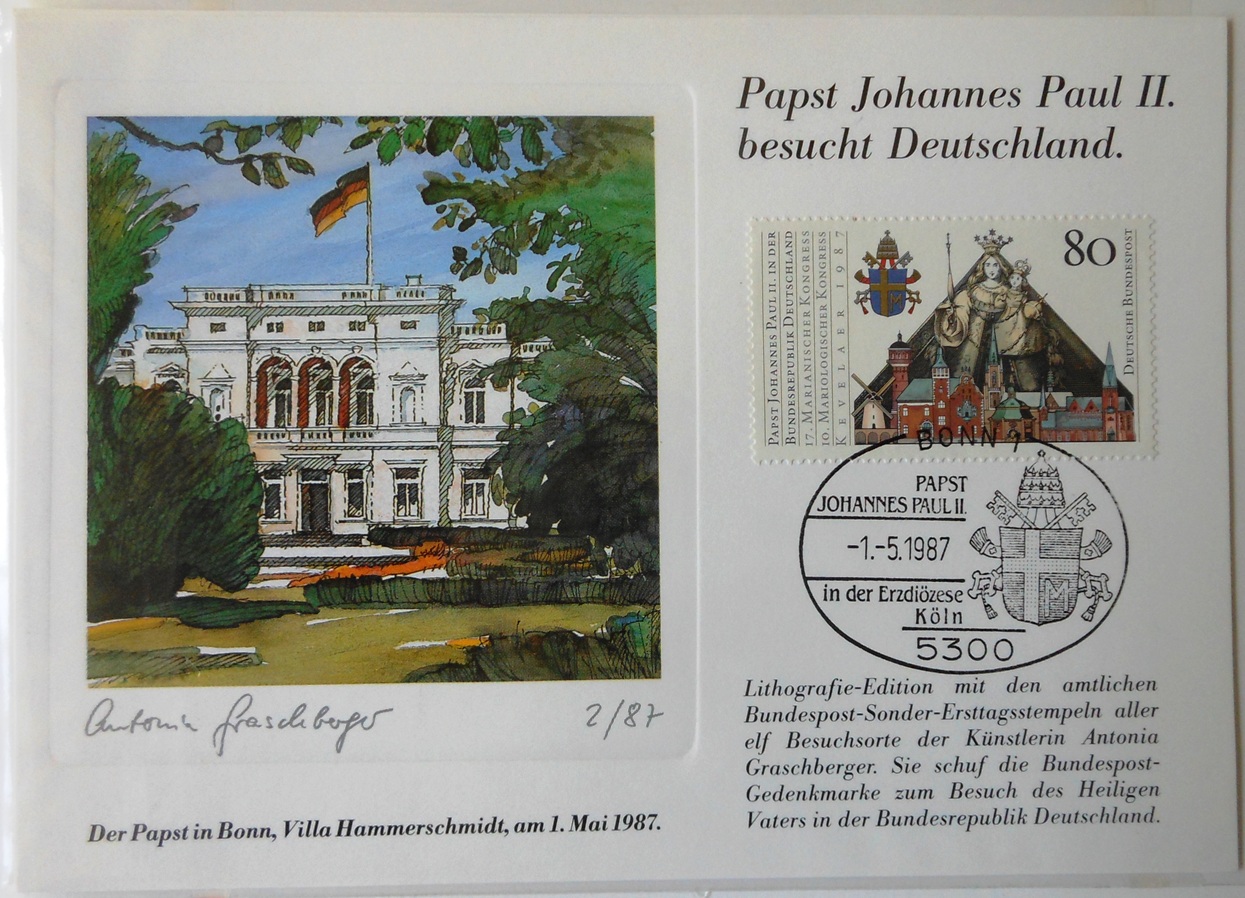 Papst Johannes Paul II.
besucht Deutschland.
PAPST JOHANNES PAUL II. IN DER
BUNDESREPUBLIK DEUTSCHLAND
17. MARIANISCHER KONGRESS
10. MARIOLOGISCHER KONGRESS
KEVELAER 1987
80
DEUTSCHE BUNDESPOST
BONN 1
PAPST
JOHANNES PAUL II.
-1.-5.1987
in der Erzdiözese
Köln
5300
M
Antonia Graschberger 2/87
Der Papst in Bonn, Villa Hammerschmidt, am 1. Mai 1987.
Lithografie-Edition mit den amtlichen
Bundespost-Sonder-Ersttagsstempeln aller
elf Besuchsorte der Künstlerin Antonia
Graschberger. Sie schuf die Bundespost-
Gedenkmarke zum Besuch des Heiligen
Vaters in der Bundesrepublik Deutschland.